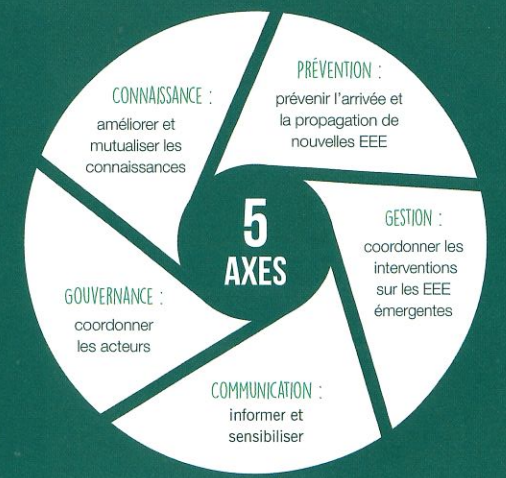 5
AXES
PRÉVENTION :
prévenir l'arrivée et
la propagation de
nouvelles EEE
GESTION :
coordonner les
interventions
sur les EEE
émergentes
COMMUNICATION :
informer et
sensibiliser
GOUVERNANCE :
coordonner
les acteurs
CONNAISSANCE :
améliorer et
mutualiser les
connaissances